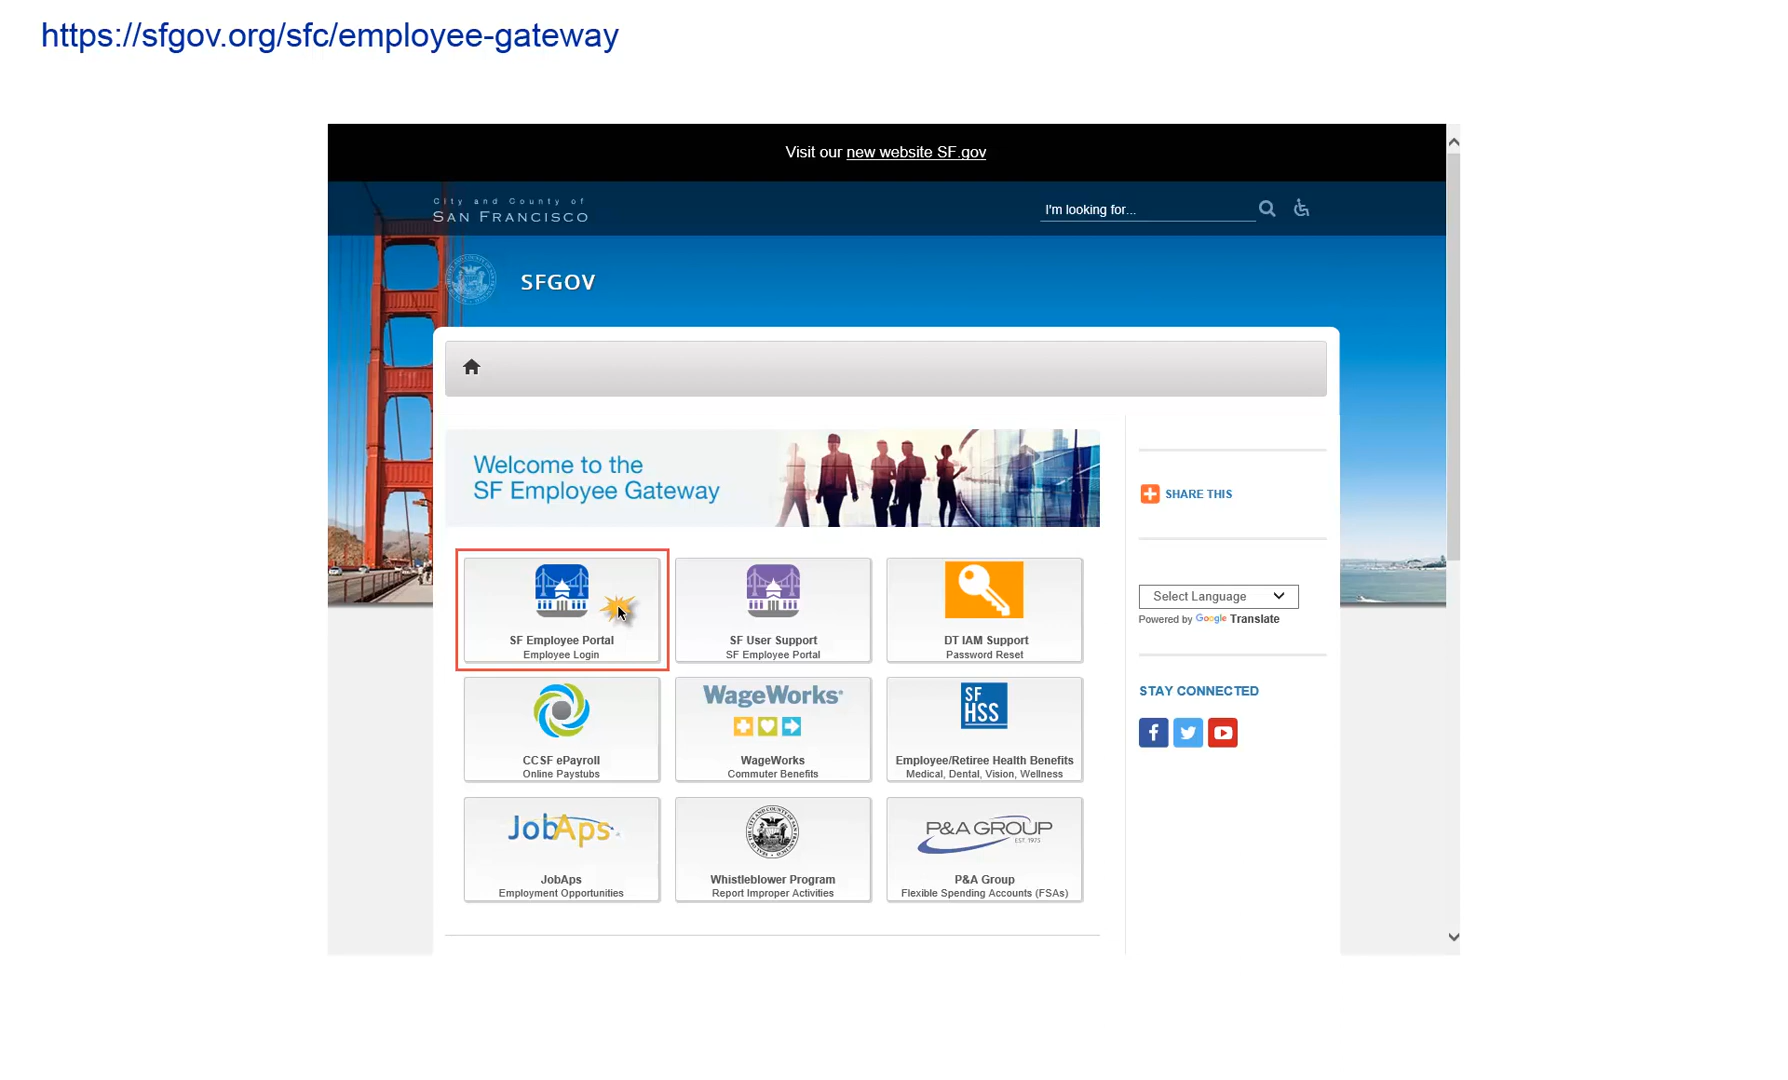 https://sfgov.org/sfc/employee-gateway
Visit our new website SF.gov
City and County of
SAN FRANCISCO
I'm looking for...
SFGOV
Welcome to the
SF Employee Gateway
SHARE THIS
SF Employee Portal
Employee Login
SF User Support
SF Employee Portal
DT IAM Support
Password Reset
Select Language
Powered by Google Translate
WageWorks
SF
HSS
CCSF ePayroll
Online Paystubs
WageWorks
Commuter Benefits
Employee/Retiree Health Benefits
Medical, Dental, Vision, Wellness
STAY CONNECTED
JobAps
P&A GROUP
EST. 1975
JobAps
Employment Opportunities
Whistleblower Program
Report Improper Activities
P&A Group
Flexible Spending Accounts (FSAs)